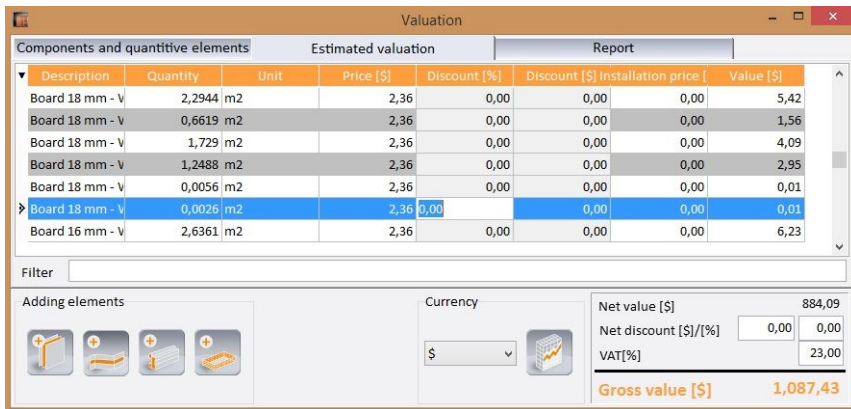 Valuation
Components and quantitive elements Estimated valuation Report
Description Quantity Unit Price [$] Discount [%] Discount [$] Installation price [ Value [$]
Board 18 mm - V 2,2944 m2 2,36 0,00 0,00 0,00 5,42
Board 18 mm - V 0,6619 m2 2,36 0,00 0,00 0,00 1,56
Board 18 mm - V 1,729 m2 2,36 0,00 0,00 0,00 4,09
Board 18 mm - V 1,2488 m2 2,36 0,00 0,00 0,00 2,95
Board 18 mm - V 0,0056 m2 2,36 0,00 0,00 0,00 0,01
Board 18 mm - V 0,0026 m2 2,36 0,00 0,00 0,00 0,01
Board 16 mm - V 2,6361 m2 2,36 0,00 0,00 0,00 6,23
Filter
Adding elements Currency Net value [$] 884,09
Net discount [$]/[%] 0,00 0,00
$ VAT[%] 23,00
Gross value [$] 1,087,43